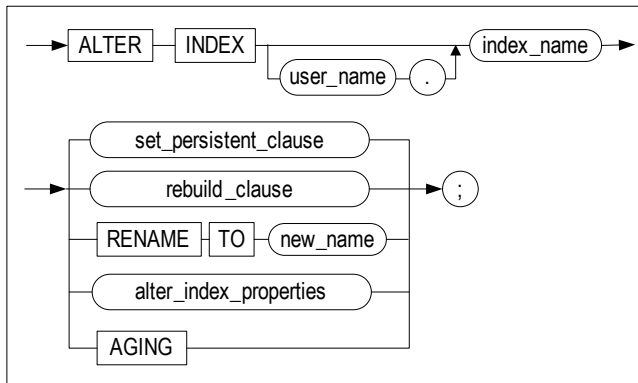 ALTER INDEX index_name
user_name .
set_persistent_clause
rebuild_clause ;
RENAME TO new_name
alter_index_properties
AGING